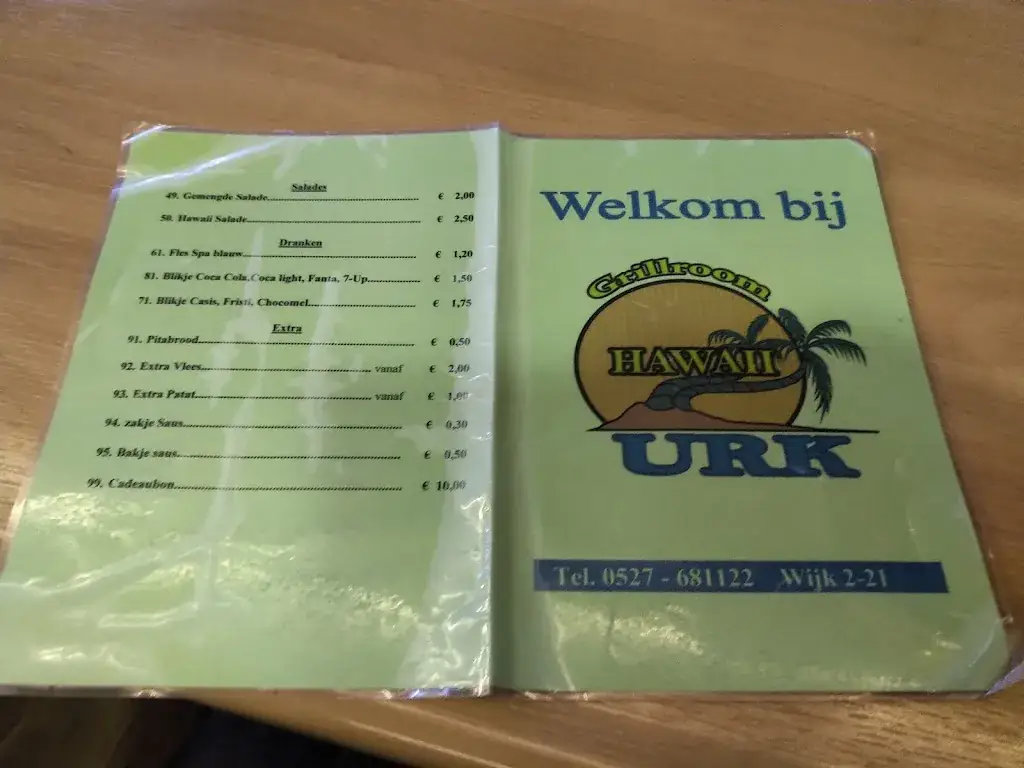 Salades
49. Gemengde Salade.......................................... € 2,00
50. Hawaii Salade.................................................. € 2,50
Dranken
61. Fles Spa blauw.................................................. € 1,20
81. Blikje Coca Cola,Coca light, Fanta, 7-Up............... € 1,50
71. Blikje Casis, Fristi, Chocomel............................... € 1,75
Extra
91. Pitabrood............................................................ € 0,50
92. Extra Vlees................................................ vanaf € 2,00
93. Extra Patat................................................. vanaf € 1,00
94. zakje Saus............................................................ € 0,30
95. Bakje saus............................................................ € 0,50
99. Cadeaubon.......................................................... € 10,00
Welkom bij
Grillroom
HAWAII
URK
Tel. 0527 - 681122 Wijk 2-21